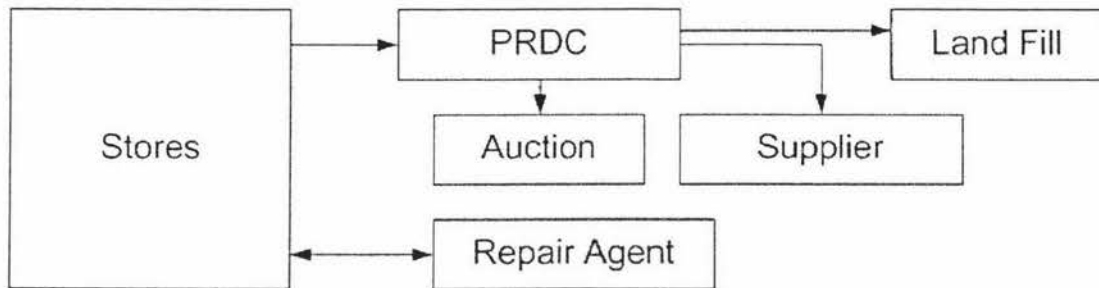 PRDC
Land Fill
Stores
Auction
Supplier
Repair Agent